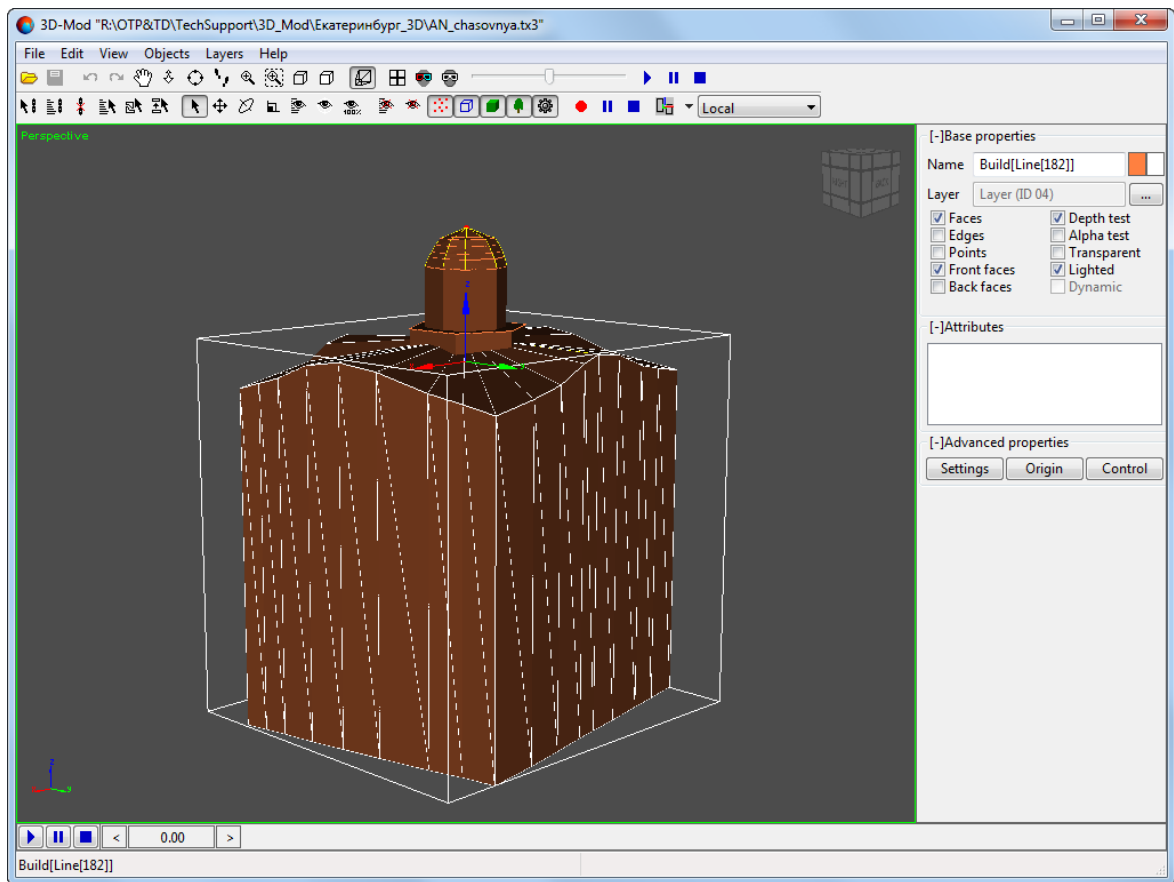 3D-Mod "R:\OTP&TD\TechSupport\3D_Mod\Екатеринбург_3D\AN_chasovnya.tx3"
File Edit View Objects Layers Help
100%
Local
Perspective
[-]Base properties
Name Build[Line[182]]
Layer Layer (ID 04) ...
Faces Depth test
Edges Alpha test
Points Transparent
Front faces Lighted
Back faces Dynamic
[-]Attributes
[-]Advanced properties
Settings Origin Control
RIGHT
z
z
y
< 0.00 >
Build[Line[182]]